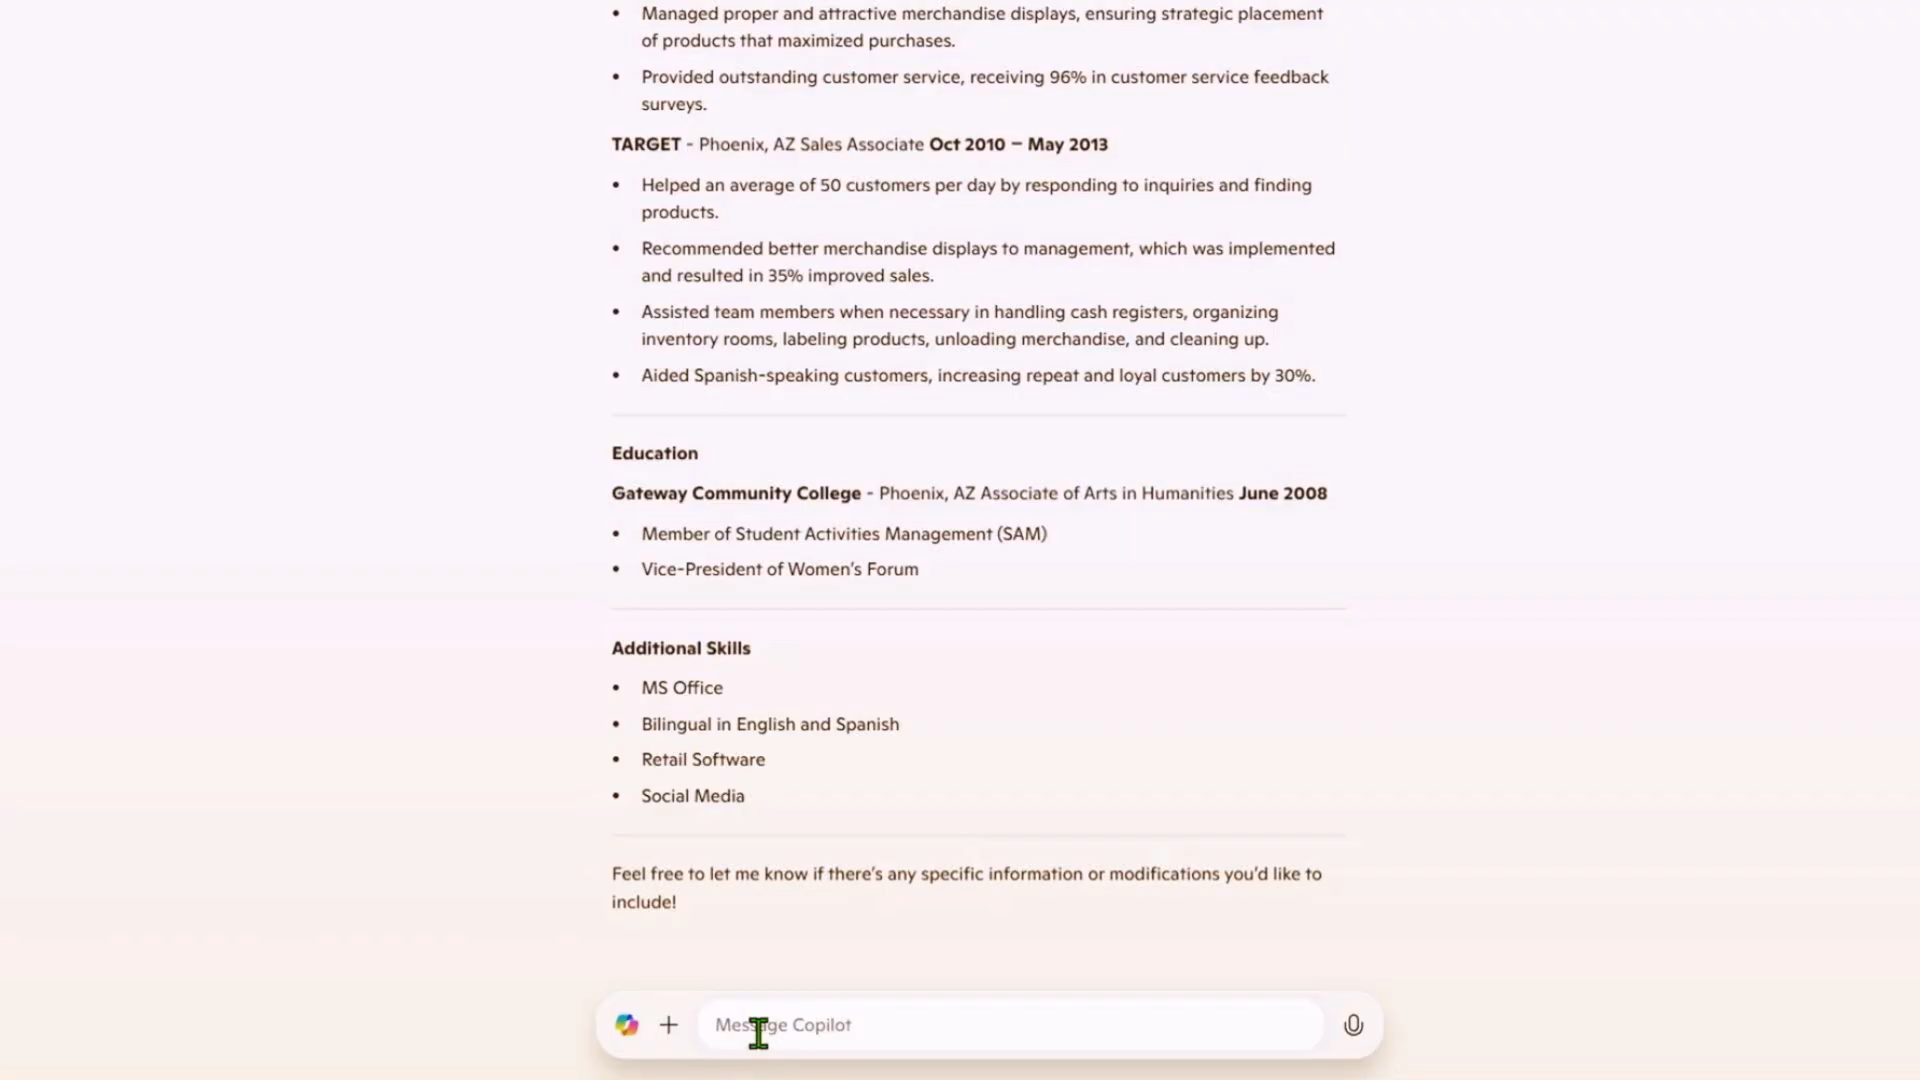 • Managed proper and attractive merchandise displays, ensuring strategic placement
of products that maximized purchases.
• Provided outstanding customer service, receiving 96% in customer service feedback
surveys.
TARGET - Phoenix, AZ Sales Associate Oct 2010 – May 2013
• Helped an average of 50 customers per day by responding to inquiries and finding
products.
• Recommended better merchandise displays to management, which was implemented
and resulted in 35% improved sales.
• Assisted team members when necessary in handling cash registers, organizing
inventory rooms, labeling products, unloading merchandise, and cleaning up.
• Aided Spanish-speaking customers, increasing repeat and loyal customers by 30%.
Education
Gateway Community College - Phoenix, AZ Associate of Arts in Humanities June 2008
• Member of Student Activities Management (SAM)
• Vice-President of Women's Forum
Additional Skills
• MS Office
• Bilingual in English and Spanish
• Retail Software
• Social Media
Feel free to let me know if there's any specific information or modifications you'd like to
include!
Message Copilot